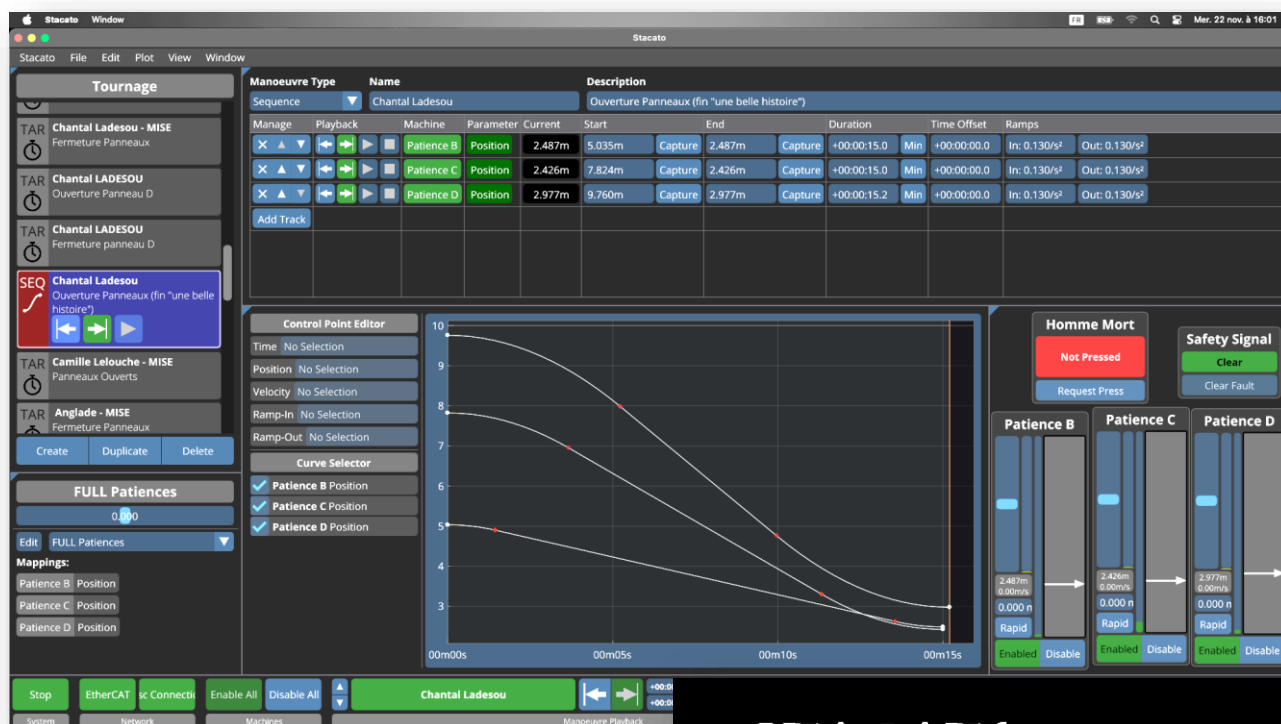 Stacato Window FR Mer. 22 nov. à 16:01
Stacato
Stacato File Edit Plot View Window
Tournage
TAR Chantal Ladesou - MISE
Fermeture Panneaux
TAR Chantal LADESOU
Ouverture Panneau D
TAR Chantal LADESOU
Fermeture panneau D
SEQ Chantal Ladesou
Ouverture Panneaux (fin "une belle
histoire")
TAR Camille Lelouche - MISE
Panneaux Ouverts
TAR Anglade - MISE
Fermeture Panneaux
Create Duplicate Delete
FULL Patiences
0.000
Edit FULL Patiences
Mappings:
Patience B Position
Patience C Position
Patience D Position
Manoeuvre Type Name Description
Sequence Chantal Ladesou Ouverture Panneaux (fin "une belle histoire")
Manage Playback Machine Parameter Current Start End Duration Time Offset Ramps
Patience B Position 2.487m 5.035m Capture 2.487m Capture +00:00:15.0 Min +00:00:00.0 In: 0.130/s² Out: 0.130/s²
Patience C Position 2.426m 7.824m Capture 2.426m Capture +00:00:15.0 Min +00:00:00.0 In: 0.130/s² Out: 0.130/s²
Patience D Position 2.977m 9.760m Capture 2.977m Capture +00:00:15.2 Min +00:00:00.0 In: 0.130/s² Out: 0.130/s²
Add Track
Control Point Editor
Time No Selection
Position No Selection
Velocity No Selection
Ramp-In No Selection
Ramp-Out No Selection
Curve Selector
Patience B Position
Patience C Position
Patience D Position
10
9
8
7
6
5
4
3
00m00s 00m05s 00m10s 00m15s
Homme Mort
Not Pressed
Request Press
Safety Signal
Clear
Clear Fault
Patience B Patience C Patience D
2.487m 2.426m 2.977m
0.00m/s 0.00m/s 0.00m/s
0.000 0.000 0.000
Rapid Rapid Rapid
Enabled Disable Enabled Disable Enabled Disable
Stop EtherCAT sc Connecti Enable All Disable All Chantal Ladesou
System Network Machines Manoeuvre Playback